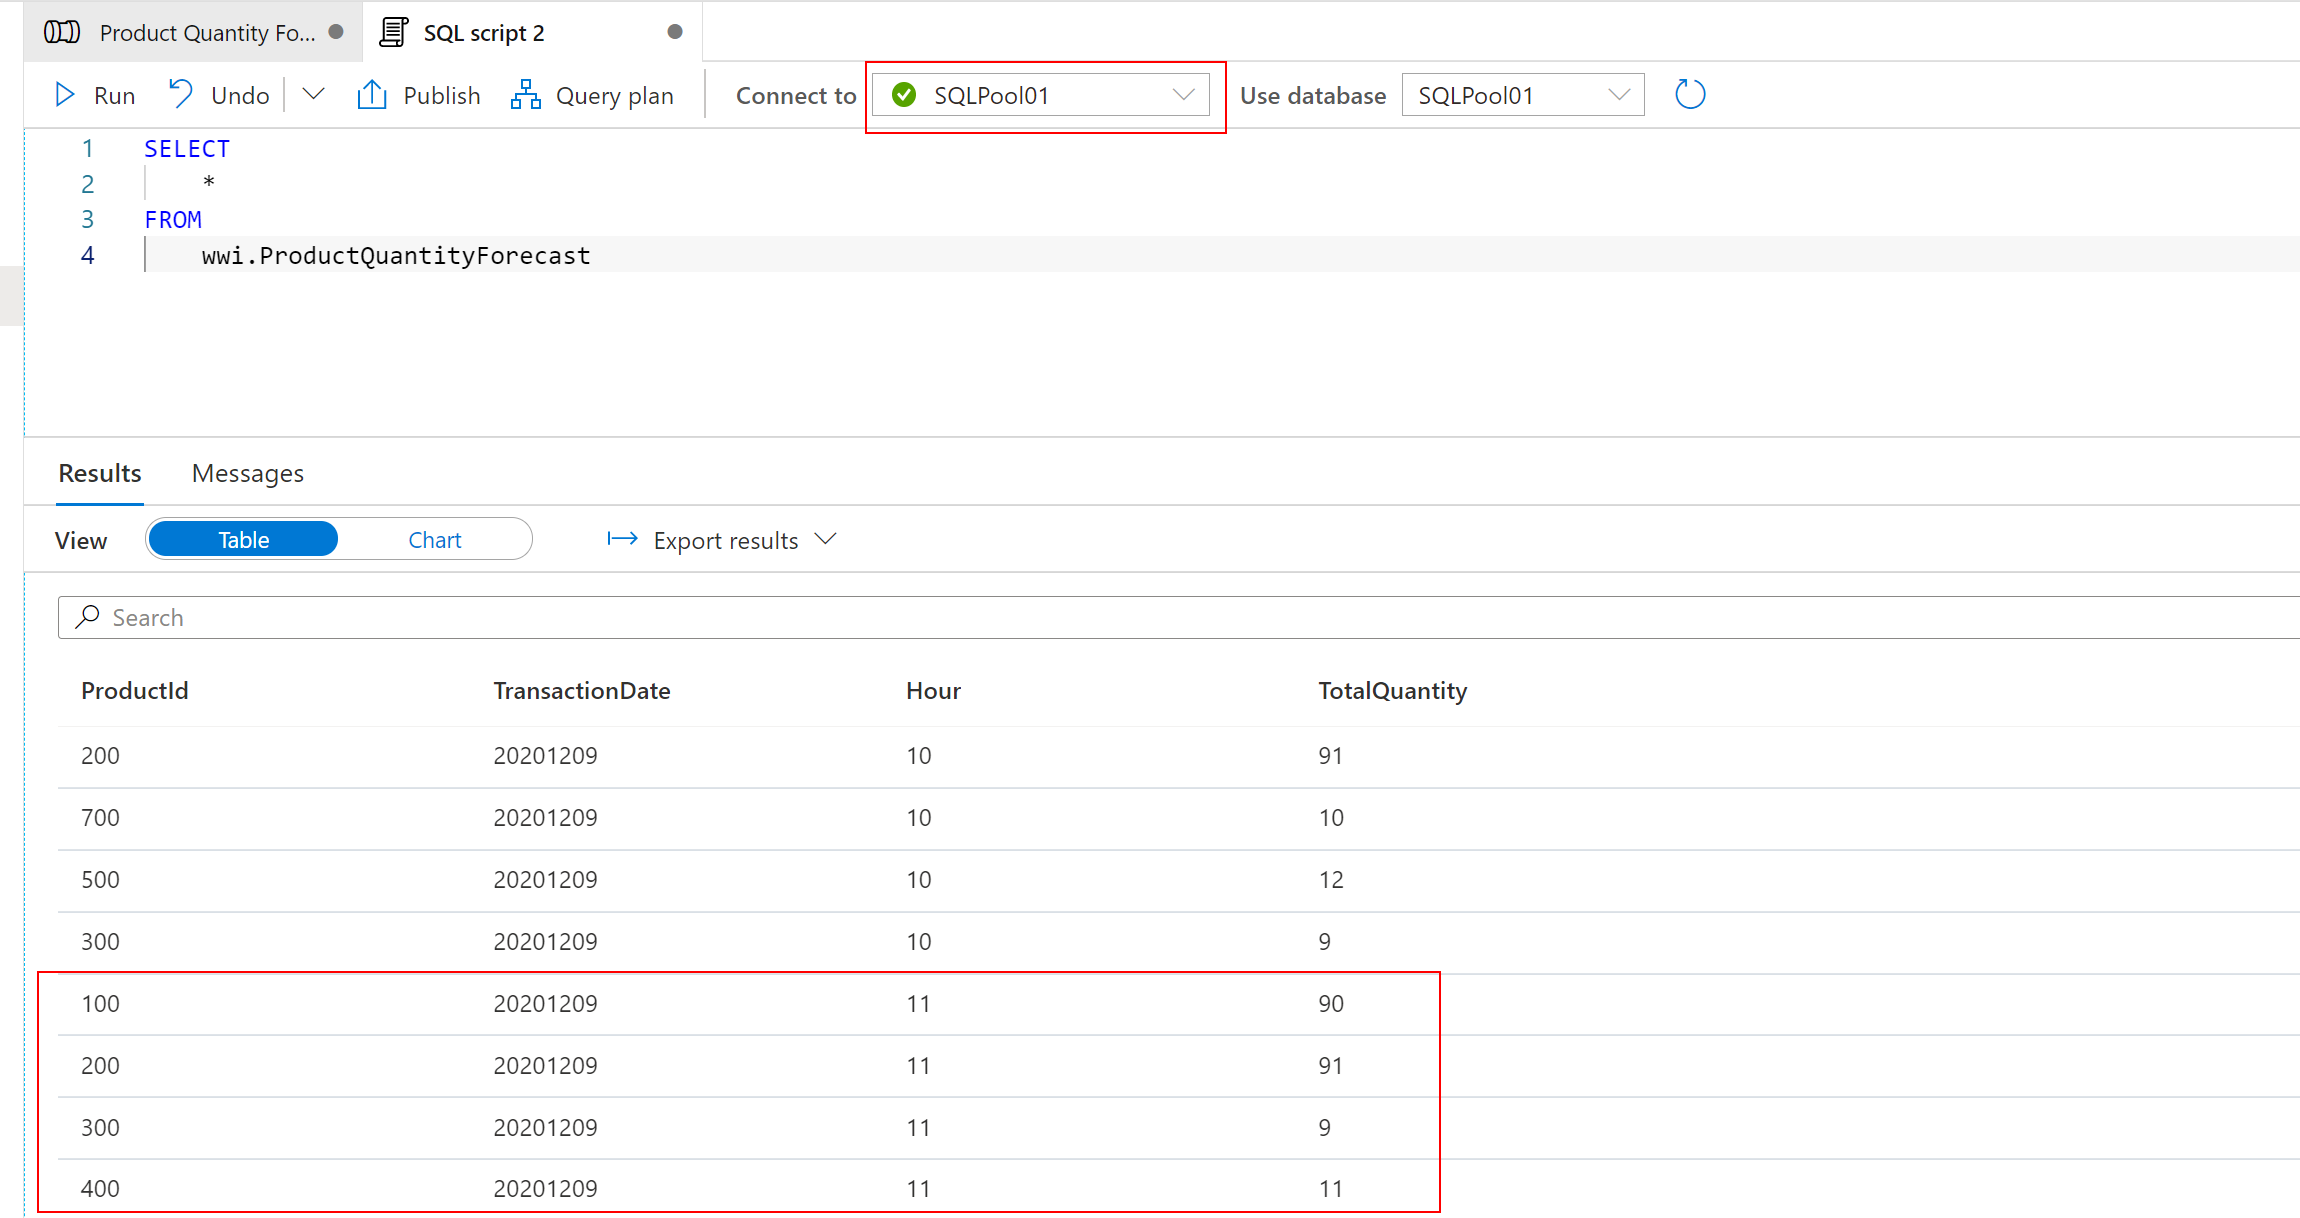 Product Quantity Fo... SQL script 2
Run Undo Publish Query plan Connect to SQLPool01 Use database SQLPool01
1 SELECT
2 *
3 FROM
4 wwi.ProductQuantityForecast
Results Messages
View Table Chart Export results
Search
ProductId TransactionDate Hour TotalQuantity
200 20201209 10 91
700 20201209 10 10
500 20201209 10 12
300 20201209 10 9
100 20201209 11 90
200 20201209 11 91
300 20201209 11 9
400 20201209 11 11